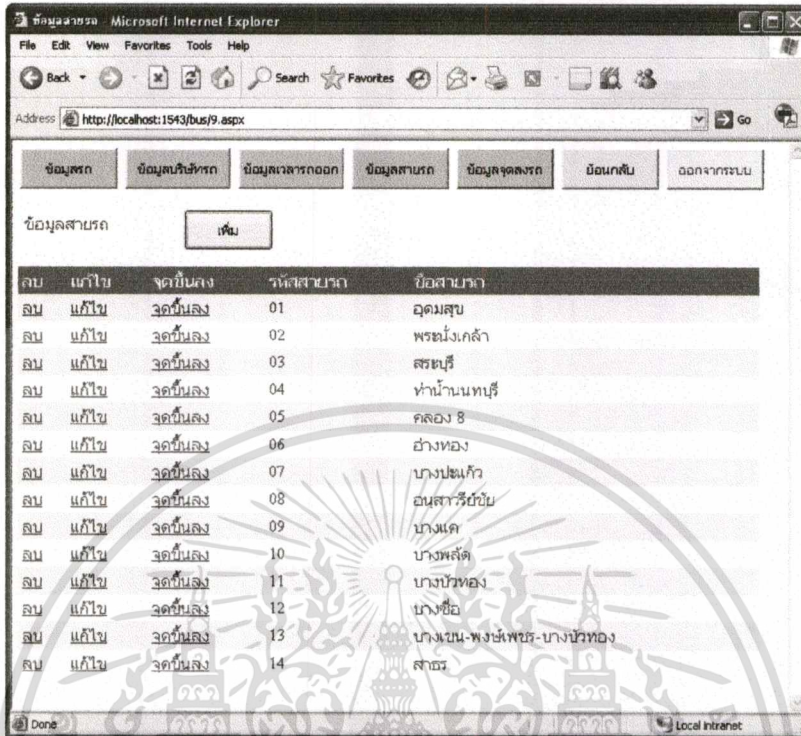 ข้อมูลสายรถ - Microsoft Internet Explorer
File Edit View Favorites Tools Help
Back Search Favorites
Address http://localhost:1543/bus/9.aspx Go
ข้อมูลรถ ข้อมูลบริษัทรถ ข้อมูลเวลารถออก ข้อมูลสายรถ ข้อมูลจุดลงรถ ย้อนกลับ ออกจากระบบ
ข้อมูลสายรถ เพิ่ม
ลบ แก้ไข จุดขึ้นลง รหัสสายรถ ชื่อสายรถ
ลบ แก้ไข จุดขึ้นลง 01 อุดมสุข
ลบ แก้ไข จุดขึ้นลง 02 พระนั่งเกล้า
ลบ แก้ไข จุดขึ้นลง 03 สระบุรี
ลบ แก้ไข จุดขึ้นลง 04 ท่าน้ำนนทบุรี
ลบ แก้ไข จุดขึ้นลง 05 คลอง 8
ลบ แก้ไข จุดขึ้นลง 06 อ่างทอง
ลบ แก้ไข จุดขึ้นลง 07 บางปะแก้ว
ลบ แก้ไข จุดขึ้นลง 08 อนุสาวรีย์ชัย
ลบ แก้ไข จุดขึ้นลง 09 บางแค
ลบ แก้ไข จุดขึ้นลง 10 บางพลัด
ลบ แก้ไข จุดขึ้นลง 11 บางบัวทอง
ลบ แก้ไข จุดขึ้นลง 12 บางซื่อ
ลบ แก้ไข จุดขึ้นลง 13 บางเขน-พงษ์เพชร-บางบัวทอง
ลบ แก้ไข จุดขึ้นลง 14 สาธร
Done Local intranet